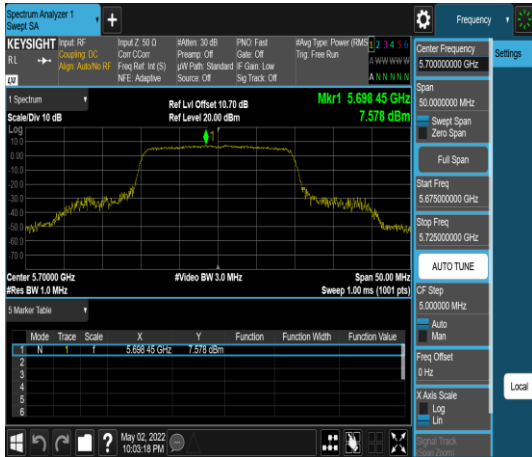 Spectrum Analyzer 1
Swept SA
Frequency
KEYSIGHT
RL
Input: RF
Coupling: DC
Align: Auto/No RF
Input Z: 50 Ω
Corr CCorr
Freq Ref: Int (S)
NFE: Adaptive
#Atten: 30 dB
Preamp: Off
µW Path: Standard
Source: Off
PNO: Fast
Gate: Off
IF Gain: Low
Sig Track: Off
#Avg Type: Power (RMS
Trig: Free Run
1 2 3 4 5 6
A WW WW W
A N N N N N
LXI
1 Spectrum
Scale/Div 10 dB
Ref Lvl Offset 10.70 dB
Ref Level 20.00 dBm
Mkr1 5.698 45 GHz
7.578 dBm
Log
10.0
0.00
-10.0
-20.0
-30.0
-40.0
-50.0
-60.0
-70.0
1
Center 5.70000 GHz
#Res BW 1.0 MHz
#Video BW 3.0 MHz
Span 50.00 MHz
Sweep 1.00 ms (1001 pts)
5 Marker Table
Mode Trace Scale X Y Function Function Width Function Value
1 N 1 f 5.698 45 GHz 7.578 dBm
2
3
4
5
6
May 02, 2022
10:03:18 PM
Center Frequency
5.700000000 GHz
Settings
Span
50.0000000 MHz
Swept Span
Zero Span
Full Span
Start Freq
5.675000000 GHz
Stop Freq
5.725000000 GHz
AUTO TUNE
CF Step
5.000000 MHz
Auto
Man
Freq Offset
0 Hz
X Axis Scale
Log
Lin
Local
Signal Track
(Span Zoom)